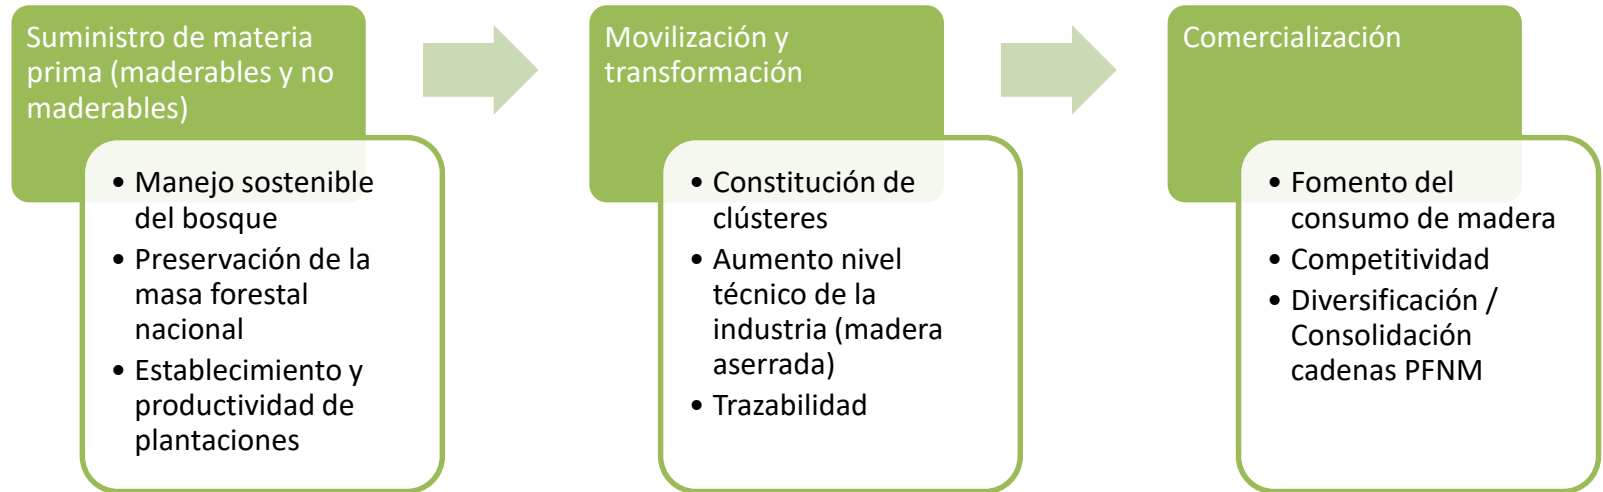 Suministro de materia
prima (maderables y no
maderables)
• Manejo sostenible
del bosque
• Preservación de la
masa forestal
nacional
• Establecimiento y
productividad de
plantaciones
Movilización y
transformación
• Constitución de
clústeres
• Aumento nivel
técnico de la
industria (madera
aserrada)
• Trazabilidad
Comercialización
• Fomento del
consumo de madera
• Competitividad
• Diversificación /
Consolidación
cadenas PFNM